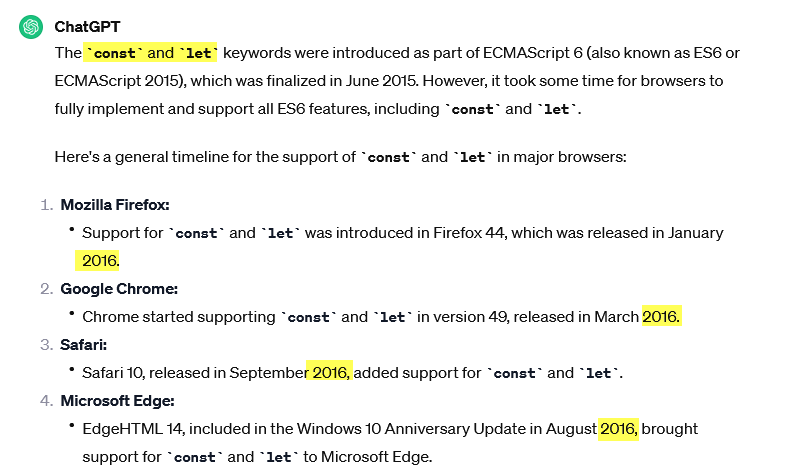 ChatGPT
The `const` and `let` keywords were introduced as part of ECMAScript 6 (also known as ES6 or
ECMAScript 2015), which was finalized in June 2015. However, it took some time for browsers to
fully implement and support all ES6 features, including `const` and `let`.
Here's a general timeline for the support of `const` and `let` in major browsers:
1. Mozilla Firefox:
• Support for `const` and `let` was introduced in Firefox 44, which was released in January
2016.
2. Google Chrome:
• Chrome started supporting `const` and `let` in version 49, released in March 2016.
3. Safari:
• Safari 10, released in September 2016, added support for `const` and `let`.
4. Microsoft Edge:
• EdgeHTML 14, included in the Windows 10 Anniversary Update in August 2016, brought
support for `const` and `let` to Microsoft Edge.